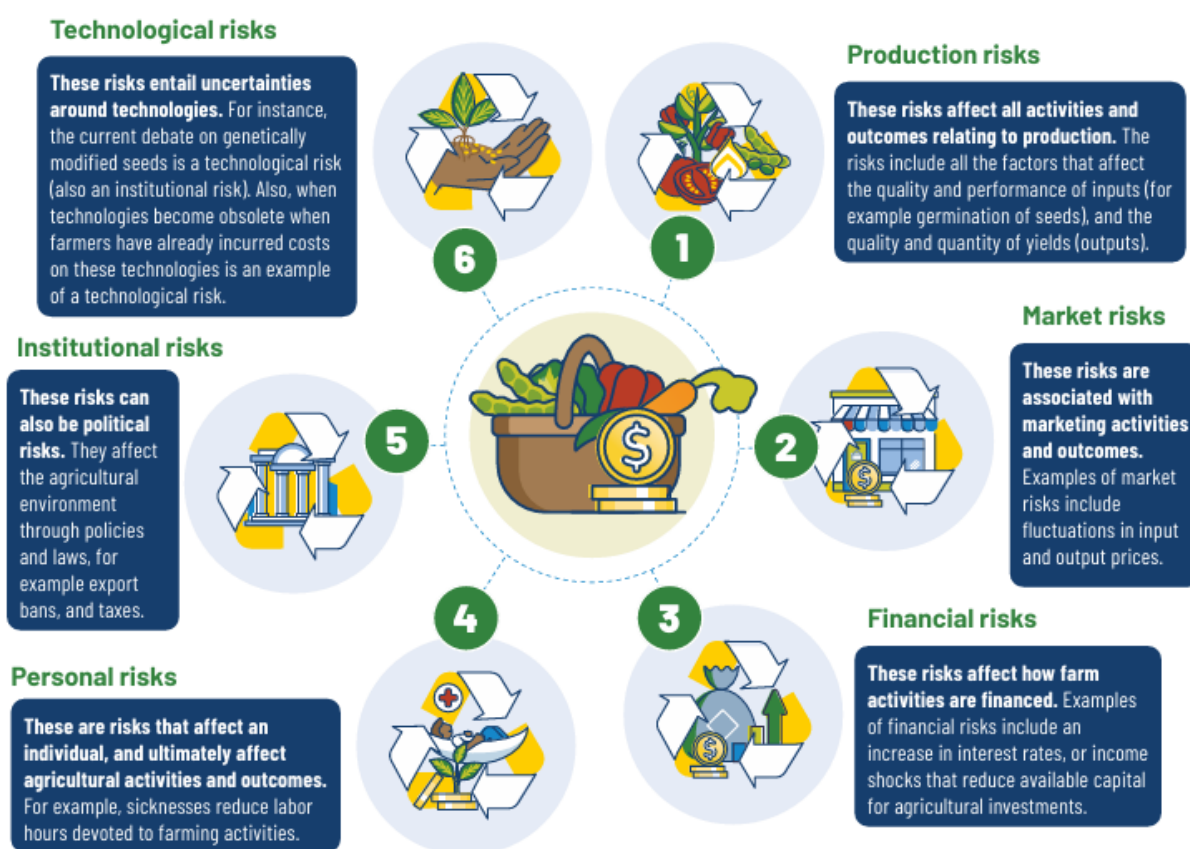 Technological risks
These risks entail uncertainties
around technologies. For instance,
the current debate on genetically
modified seeds is a technological risk
(also an institutional risk). Also, when
technologies become obsolete when
farmers have already incurred costs
on these technologies is an example
of a technological risk.
6
Production risks
These risks affect all activities and
outcomes relating to production. The
risks include all the factors that affect
the quality and performance of inputs (for
example germination of seeds), and the
quality and quantity of yields (outputs).
1
Institutional risks
These risks can
also be political
risks. They affect
the agricultural
environment
through policies
and laws, for
example export
bans, and taxes.
5
$
Market risks
These risks are
associated with
marketing activities
and outcomes.
Examples of market
risks include
fluctuations in input
and output prices.
2
$
Personal risks
These are risks that affect an
individual, and ultimately affect
agricultural activities and outcomes.
For example, sicknesses reduce labor
hours devoted to farming activities.
4
Financial risks
These risks affect how farm
activities are financed. Examples
of financial risks include an
increase in interest rates, or income
shocks that reduce available capital
for agricultural investments.
3
$